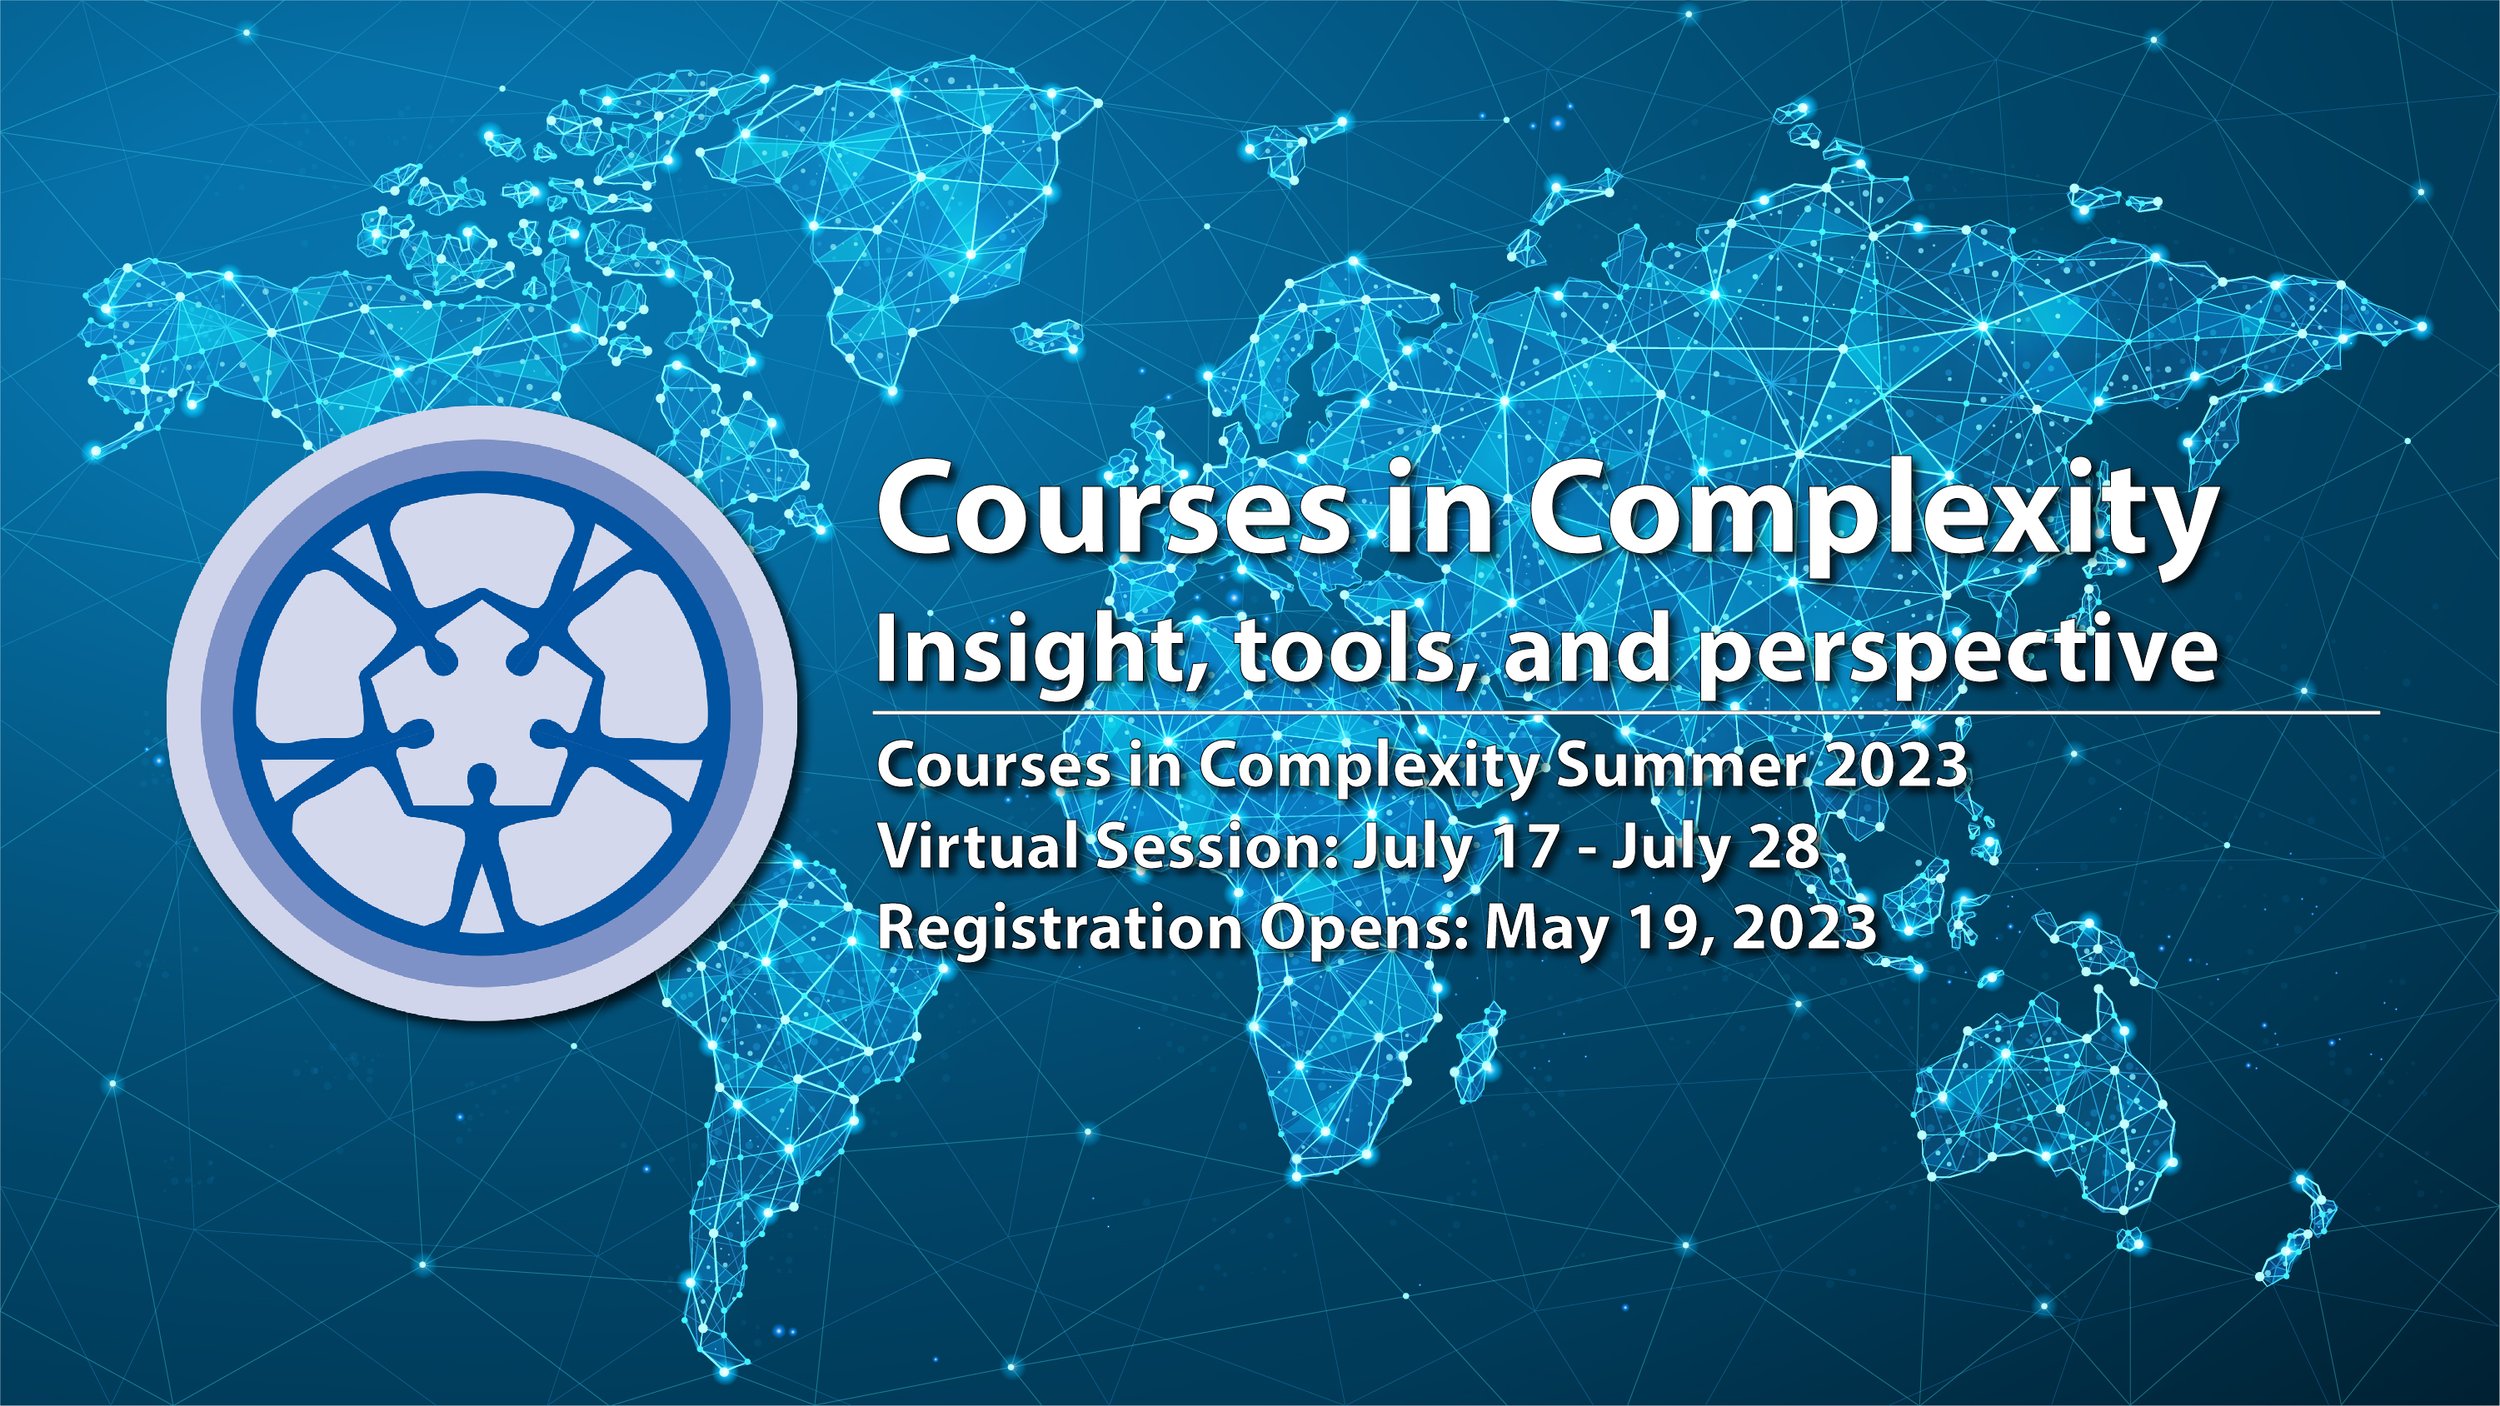 Courses in Complexity
Insight, tools, and perspective
Courses in Complexity Summer 2023
Virtual Session: July 17 - July 28
Registration Opens: May 19, 2023